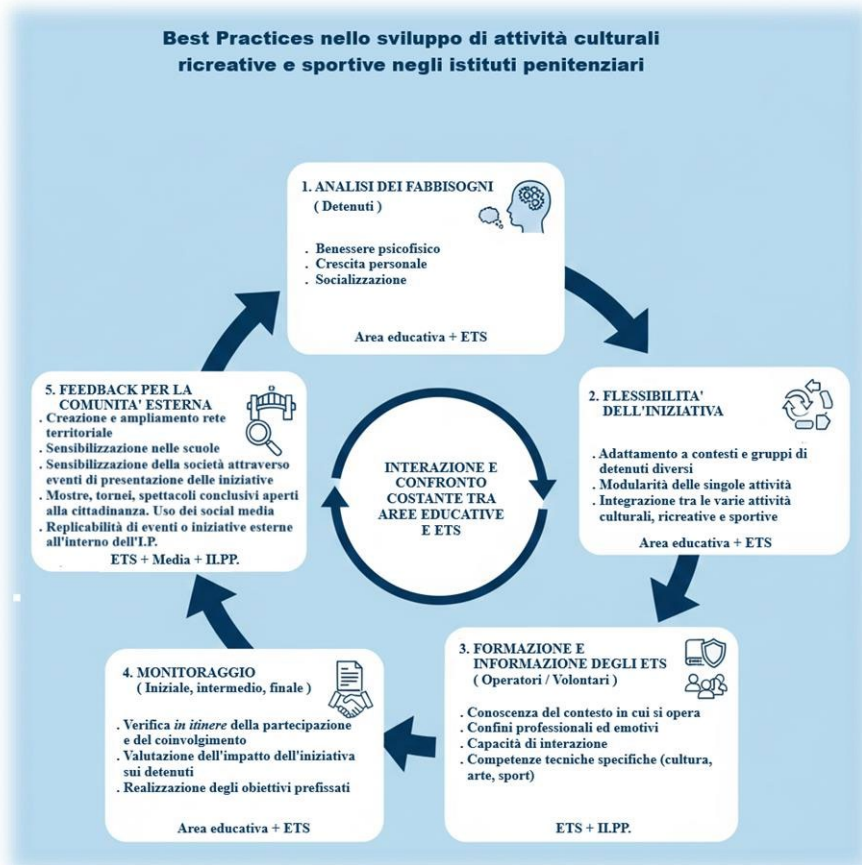 Best Practices nello sviluppo di attività culturali
ricreative e sportive negli istituti penitenziari
1. ANALISI DEI FABBISOGNI
( Detenuti )
. Benessere psicofisico
. Crescita personale
. Socializzazione
Area educativa + ETS
2. FLESSIBILITA'
DELL'INIZIATIVA
. Adattamento a contesti e gruppi di
detenuti diversi
. Modularità delle singole attività
. Integrazione tra le varie attività
culturali, ricreative e sportive
Area educativa + ETS
3. FORMAZIONE E
INFORMAZIONE DEGLI ETS
( Operatori / Volontari )
. Conoscenza del contesto in cui si opera
. Confini professionali ed emotivi
. Capacità di interazione
. Competenze tecniche specifiche (cultura,
arte, sport)
ETS + II.PP.
4. MONITORAGGIO
( Iniziale, intermedio, finale )
. Verifica in itinere della partecipazione
e del coinvolgimento
. Valutazione dell'impatto dell'iniziativa
sui detenuti
. Realizzazione degli obiettivi prefissati
Area educativa + ETS
5. FEEDBACK PER LA
COMUNITA' ESTERNA
. Creazione e ampliamento rete
territoriale
. Sensibilizzazione nelle scuole
. Sensibilizzazione della società attraverso
eventi di presentazione delle iniziative
. Mostre, tornei, spettacoli conclusivi aperti
alla cittadinanza. Uso dei social media
. Replicabilità di eventi o iniziative esterne
all'interno dell'I.P.
ETS + Media + II.PP.
INTERAZIONE E
CONFRONTO
COSTANTE TRA
AREE EDUCATIVE
E ETS